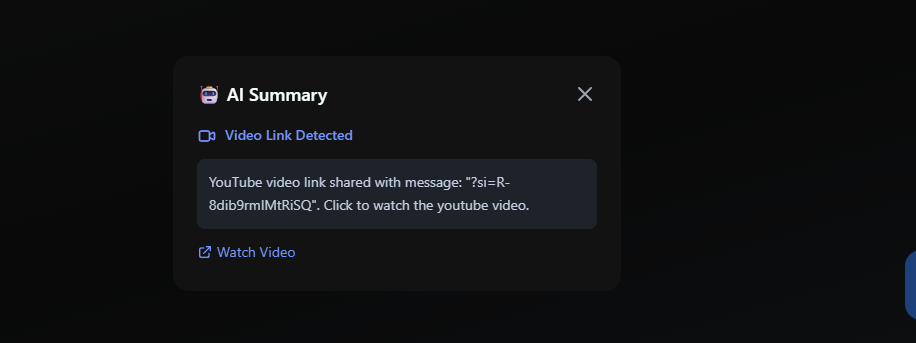 AI Summary
Video Link Detected
YouTube video link shared with message: "?si=R-
8dib9rmlMtRiSQ". Click to watch the youtube video.
Watch Video